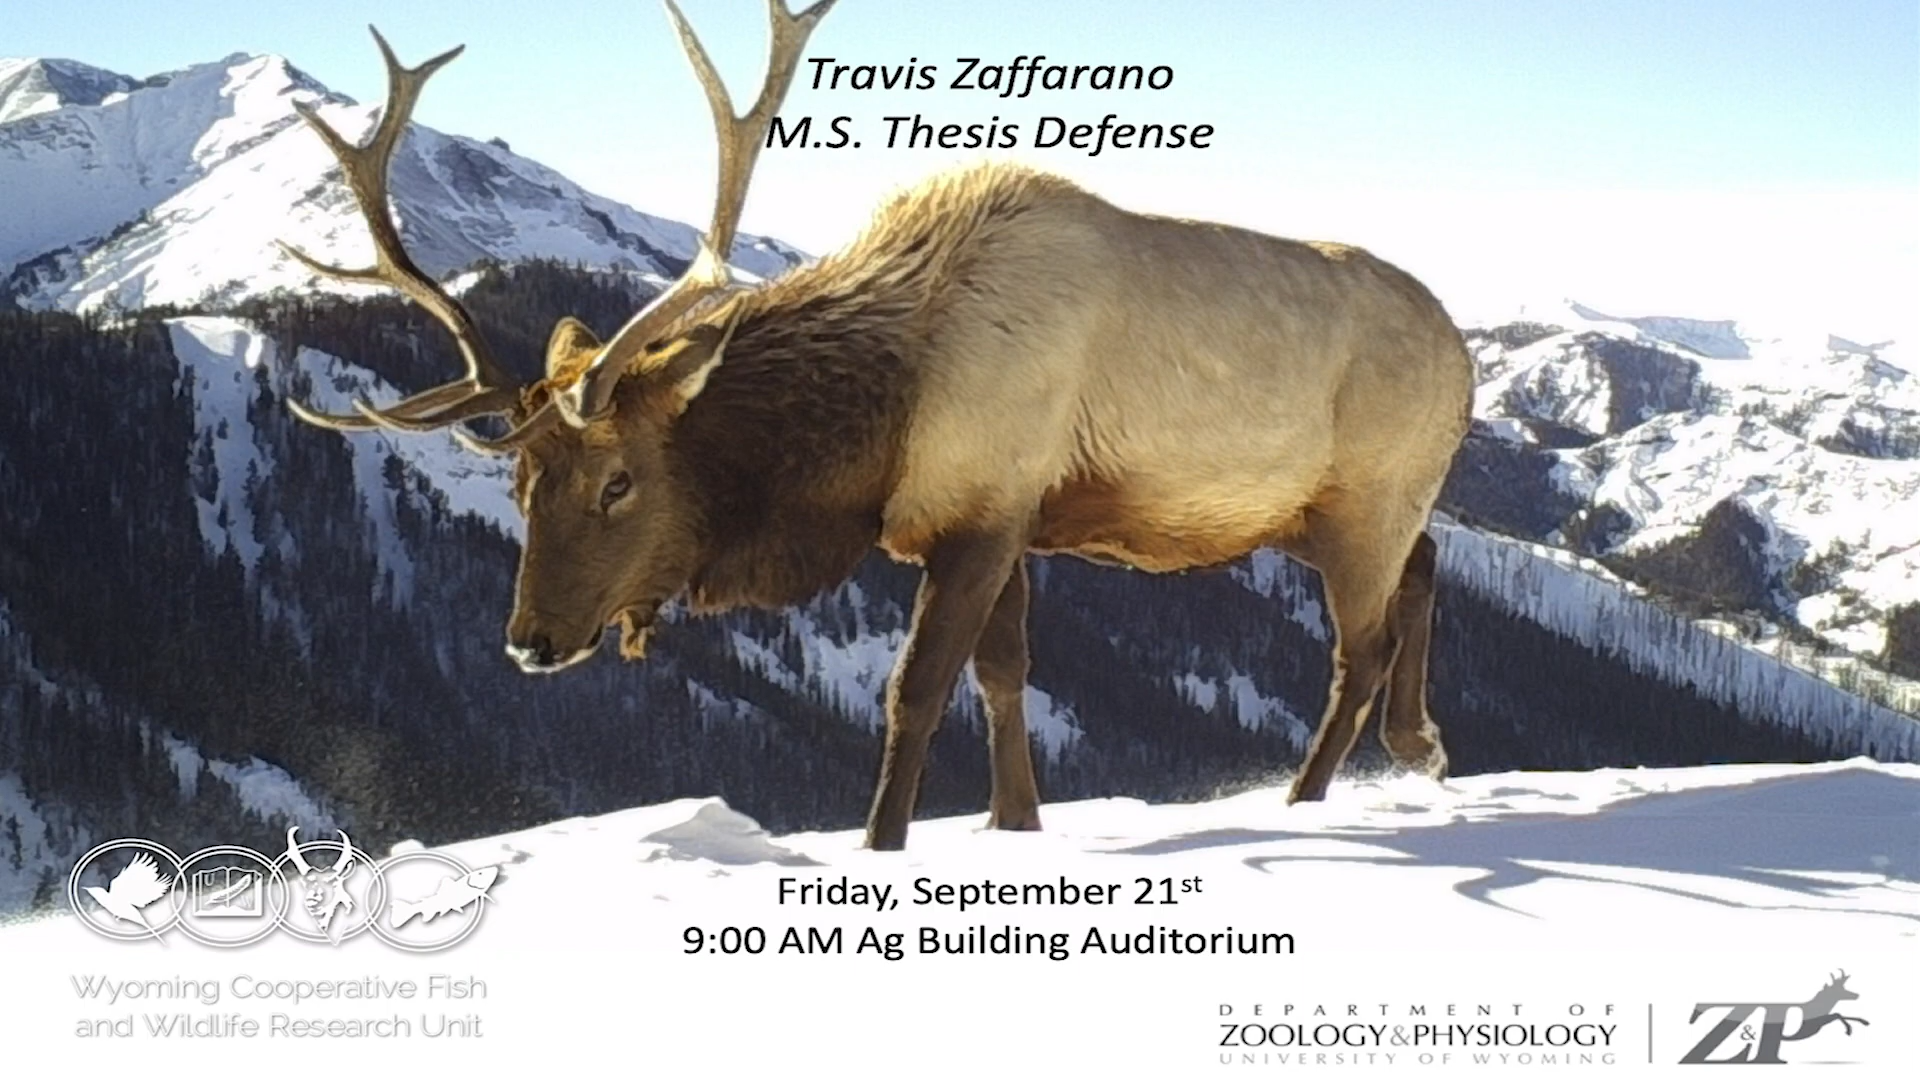 Travis Zaffarano
M.S. Thesis Defense
Friday, September 21st
9:00 AM Ag Building Auditorium
Wyoming Cooperative Fish
and Wildlife Research Unit
DEPARTMENT OF
ZOOLOGY&PHYSIOLOGY
UNIVERSITY OF WYOMING
Z&P